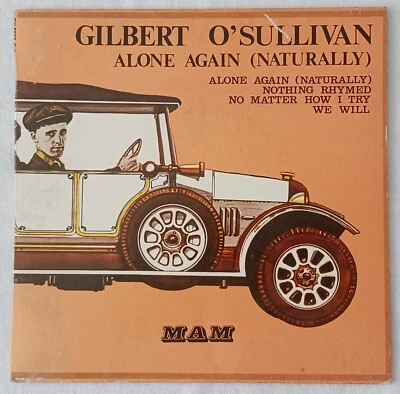 GILBERT O'SULLIVAN
ALONE AGAIN (NATURALLY)
ALONE AGAIN (NATURALLY)
NOTHING RHYMED
NO MATTER HOW I TRY
WE WILL
MAM